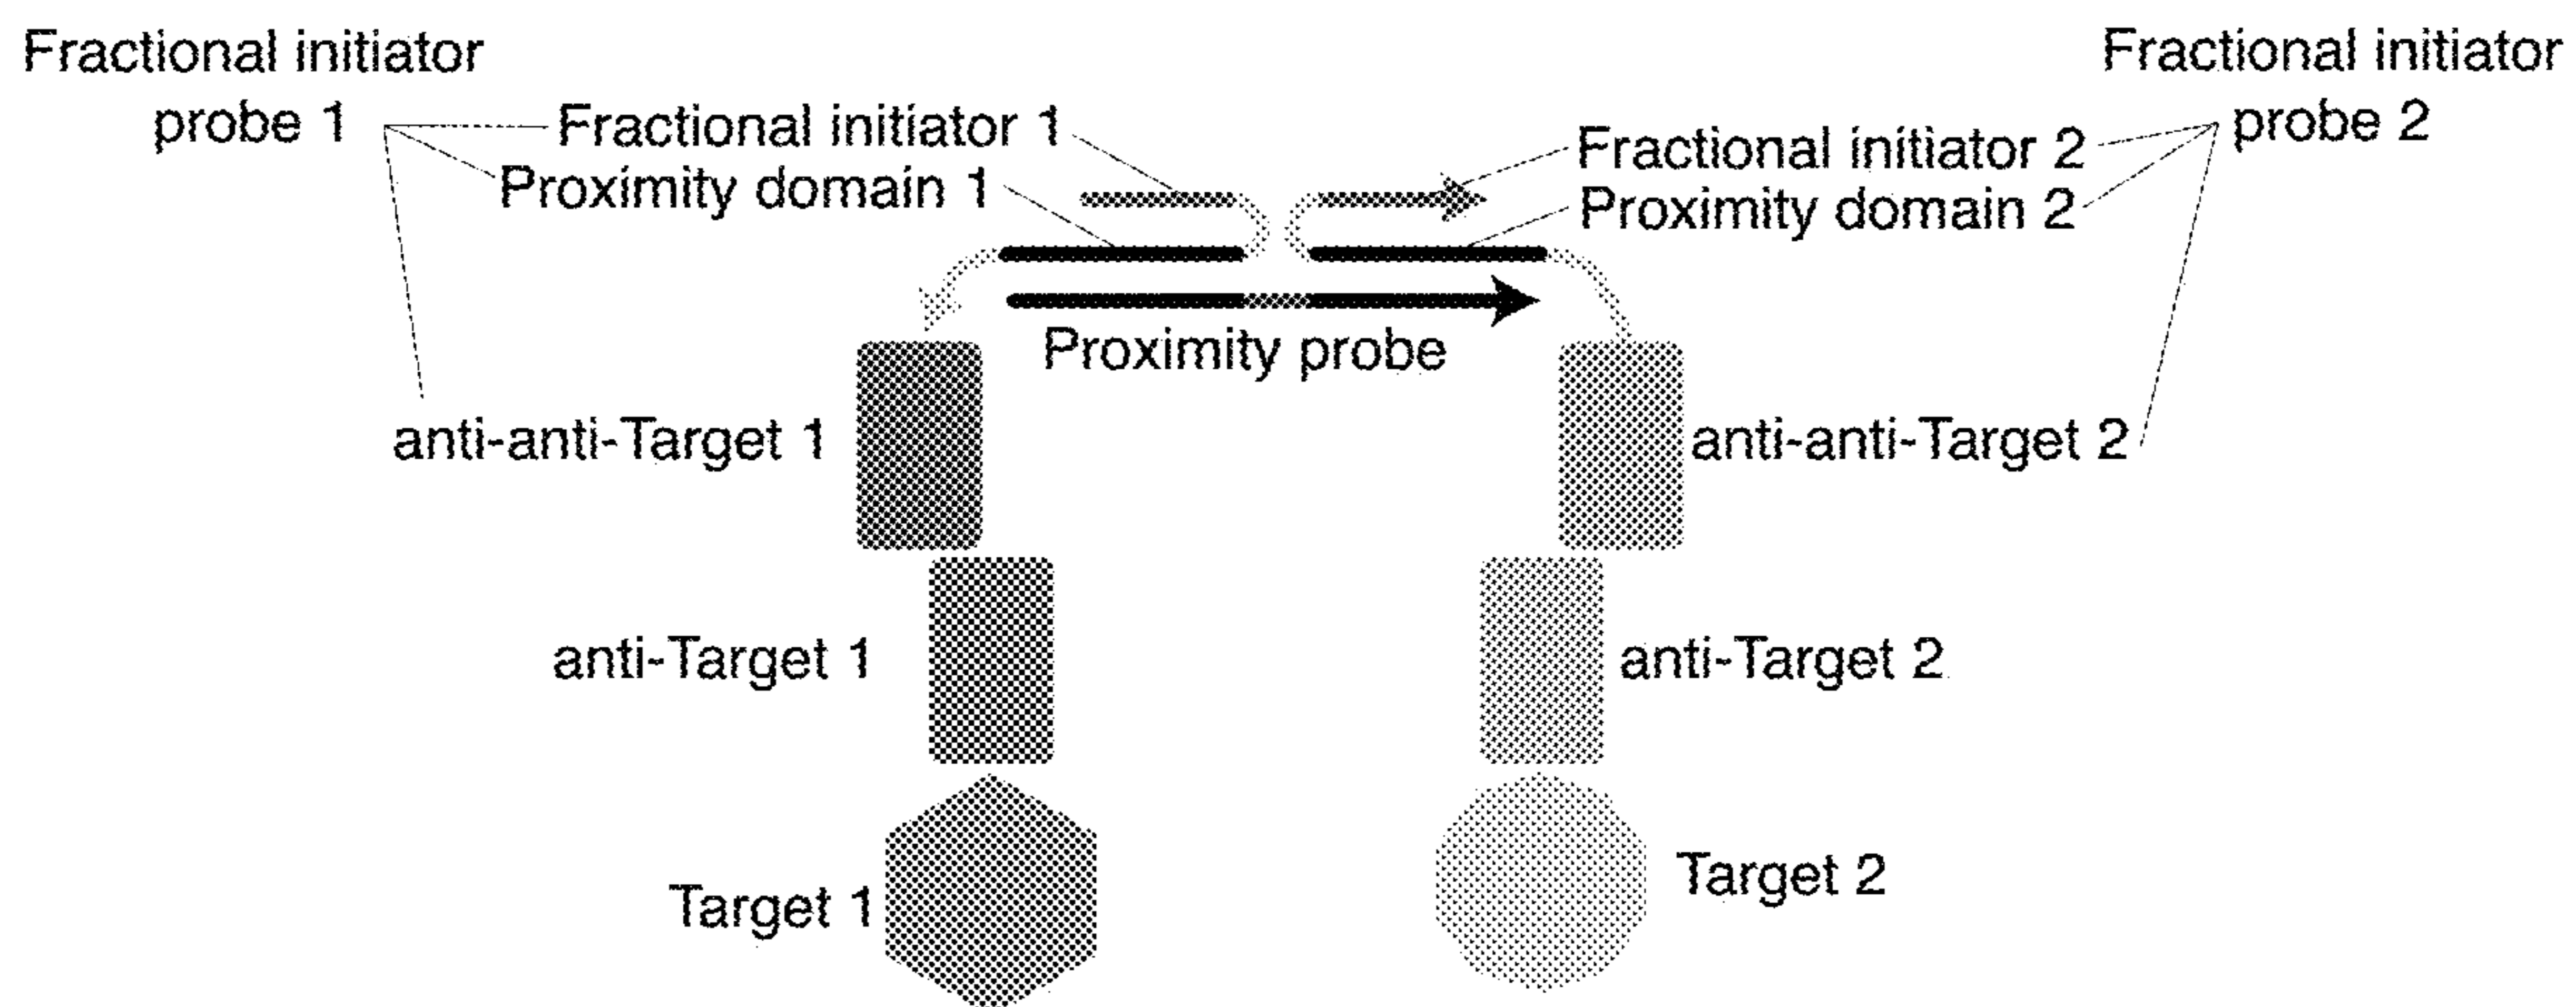 Fractional initiator
probe 1
Fractional initiator 1
Proximity domain 1
Fractional initiator
probe 2
Fractional initiator 2
Proximity domain 2
Proximity probe
anti-anti-Target 1
anti-anti-Target 2
anti-Target 1
anti-Target 2
Target 1
Target 2